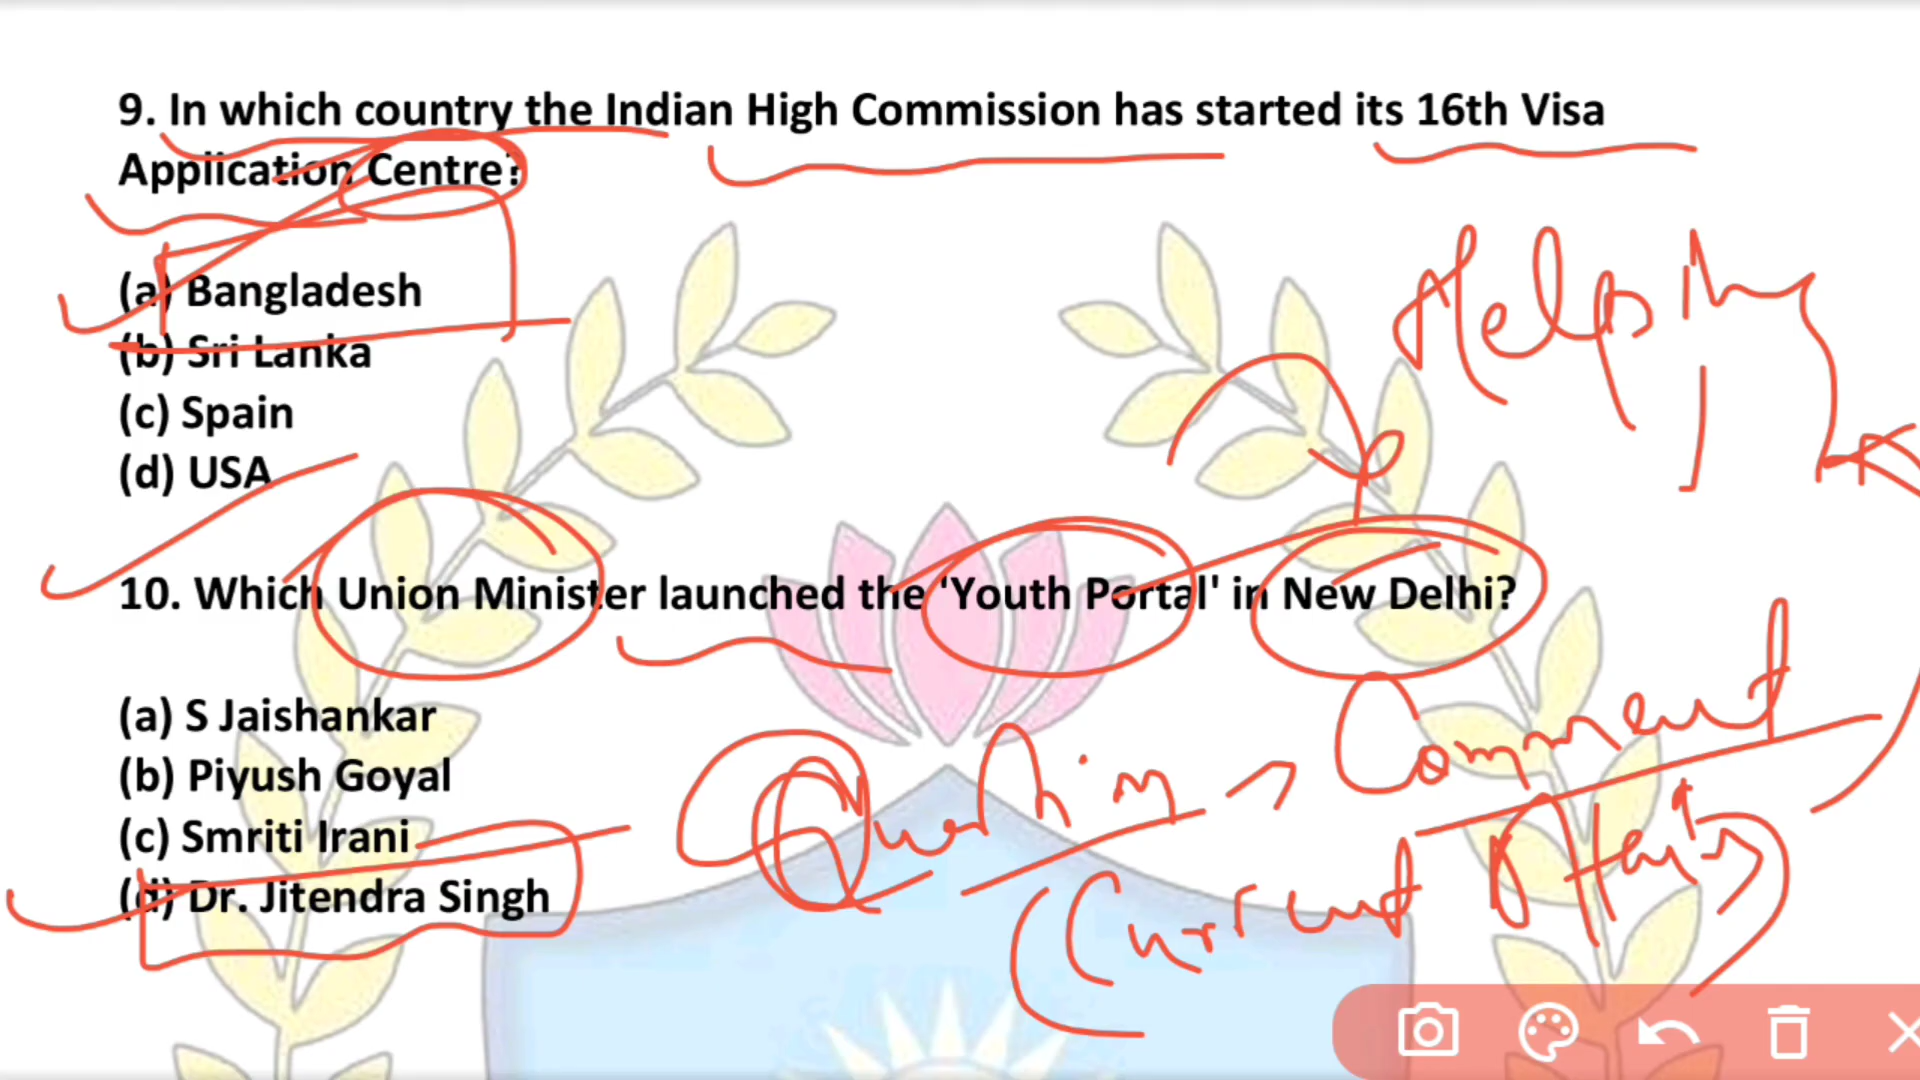 9. In which country the Indian High Commission has started its 16th Visa
Application Centre?
(a) Bangladesh
(b) Sri Lanka
(c) Spain
(d) USA
Helping
10. Which Union Minister launched the ‘Youth Portal' in New Delhi?
(a) S Jaishankar
(b) Piyush Goyal
(c) Smriti Irani
(d) Dr. Jitendra Singh
Comment
Current